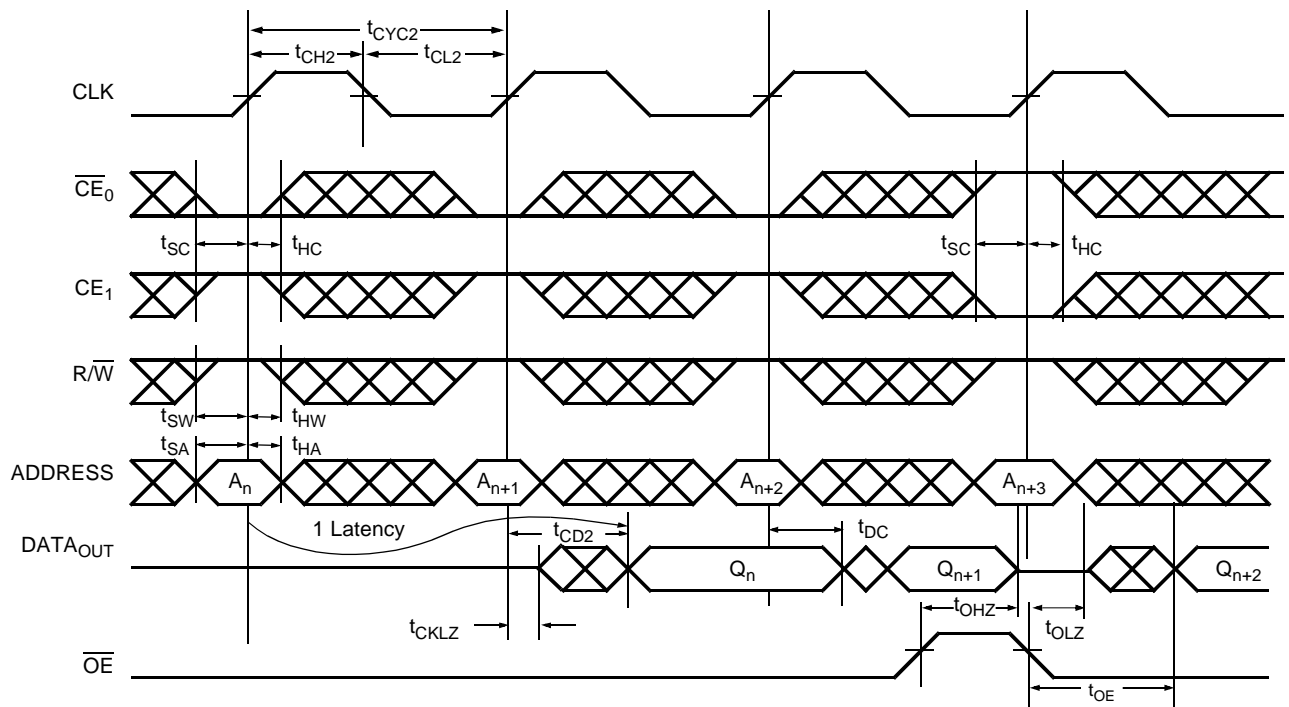 tCYC2
tCH2 tCL2
CLK
CE0
tSC tHC tSC tHC
CE1
R/W
tSW tHW
tSA tHA
ADDRESS An An+1 An+2 An+3
1 Latency tCD2 tDC
DATAOUT Qn Qn+1 Qn+2
tOHZ
tCKLZ tOLZ
OE
tOE